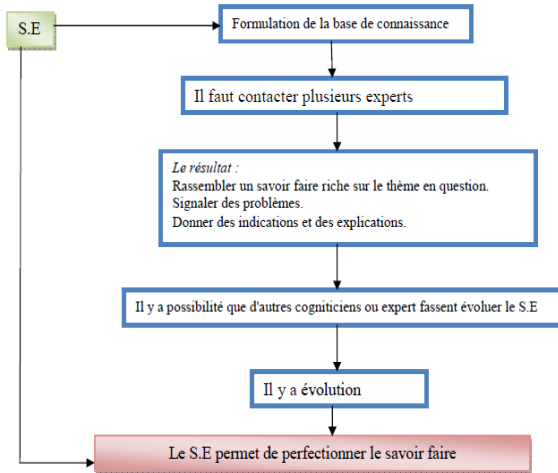 S.E
Formulation de la base de connaissance
Il faut contacter plusieurs experts
Le résultat :
Rassembler un savoir faire riche sur le thème en question.
Signaler des problèmes.
Donner des indications et des explications.
Il y a possibilité que d'autres cogniticiens ou expert fassent évoluer le S.E
Il y a évolution
Le S.E permet de perfectionner le savoir faire